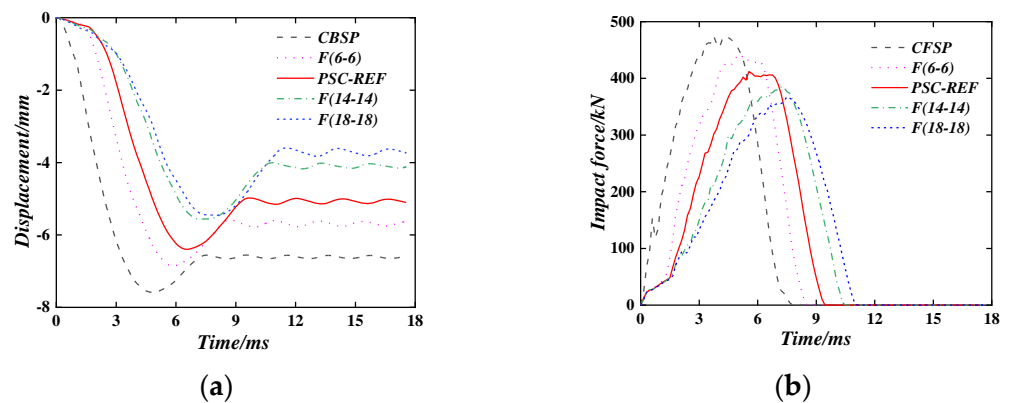 0
-2
-4
-6
-8
Displacement/mm
CBSP
F(6-6)
PSC-REF
F(14-14)
F(18-18)
0 3 6 9 12 15 18
Time/ms
(a)
500
400
300
200
100
0
Impact force/kN
CFSP
F(6-6)
PSC-REF
F(14-14)
F(18-18)
0 3 6 9 12 15 18
Time/ms
(b)